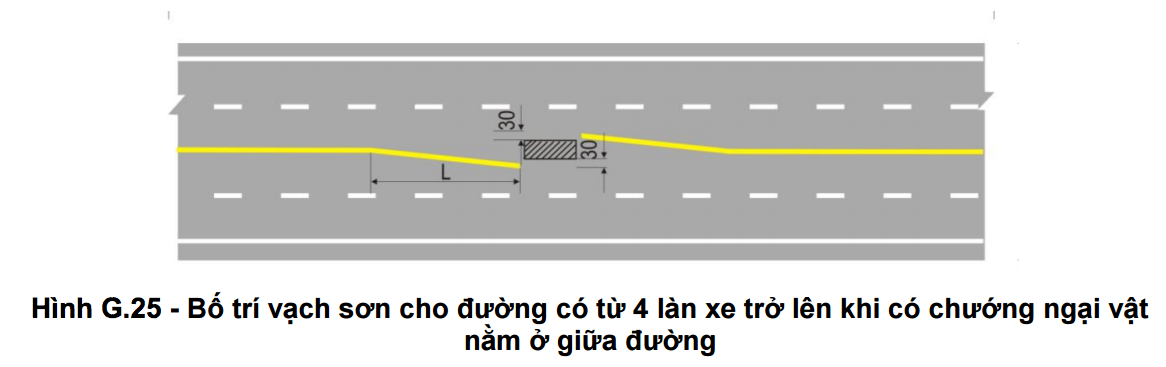 30
30
L
Hình G.25 - Bố trí vạch sơn cho đường có từ 4 làn xe trở lên khi có chướng ngại vật
nằm ở giữa đường